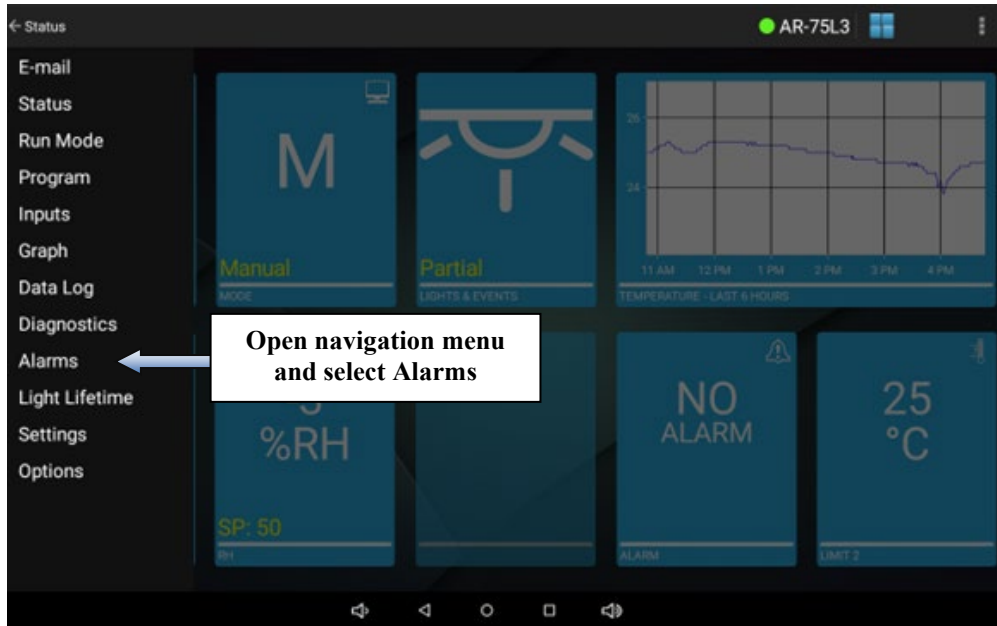 ← Status
AR-75L3
E-mail
Status
Run Mode
Program
Inputs
Graph
Data Log
Diagnostics
Alarms
Light Lifetime
Settings
Options
M
Manual
MODE
Partial
LIGHTS & EVENTS
26
24
11 AM 12 PM 1 PM 2 PM 3 PM 4 PM
TEMPERATURE - LAST 6 HOURS
Open navigation menu
and select Alarms
%RH
SP: 50
RH
NO
ALARM
ALARM
25
°C
LIMIT 2